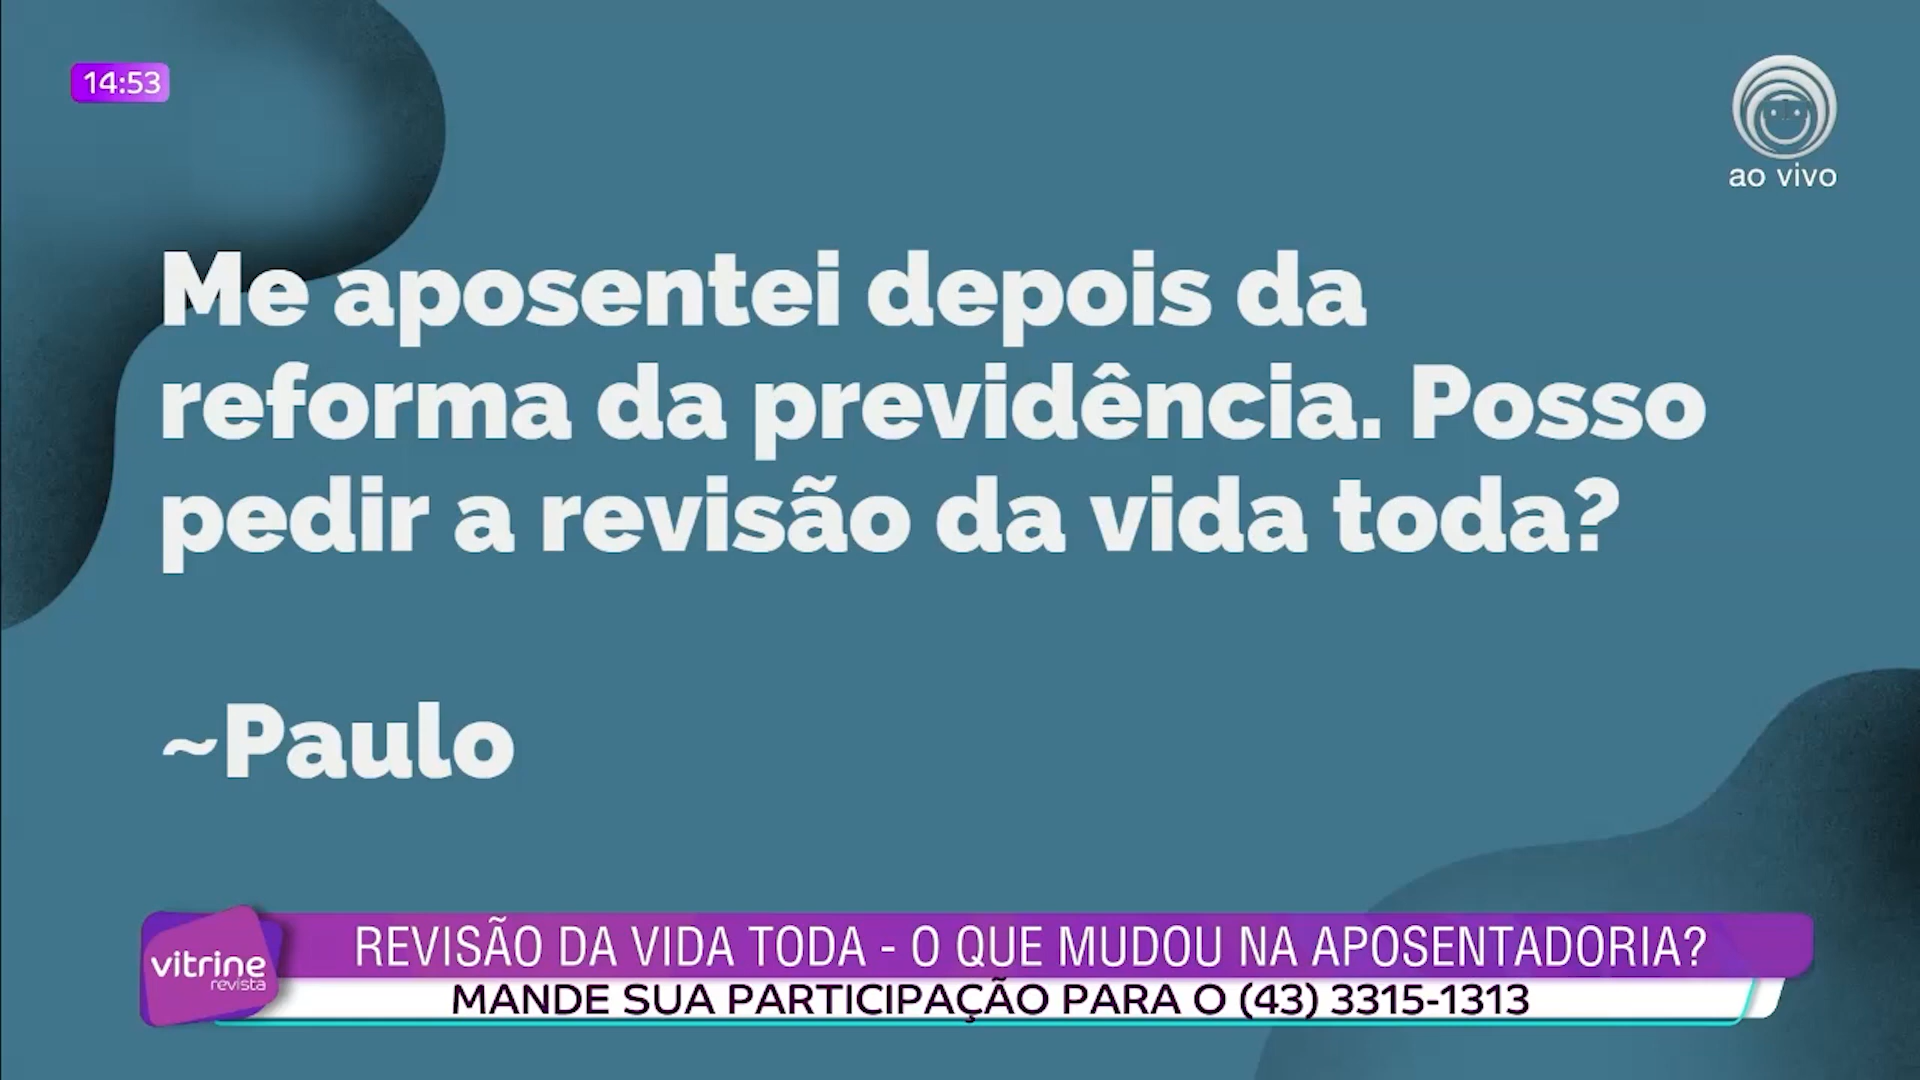 14:53
ao vivo
Me aposentei depois da
reforma da previdência. Posso
pedir a revisão da vida toda?
~Paulo
vitrine
revista
REVISÃO DA VIDA TODA - O QUE MUDOU NA APOSENTADORIA?
MANDE SUA PARTICIPAÇÃO PARA O (43) 3315-1313